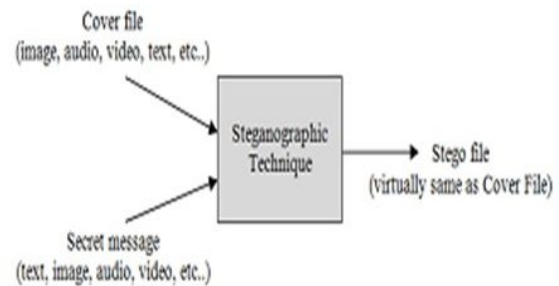 Cover file
(image, audio, video, text, etc..)
Steganographic
Technique
Stego file
(virtually same as Cover File)
Secret message
(text, image, audio, video, etc..)